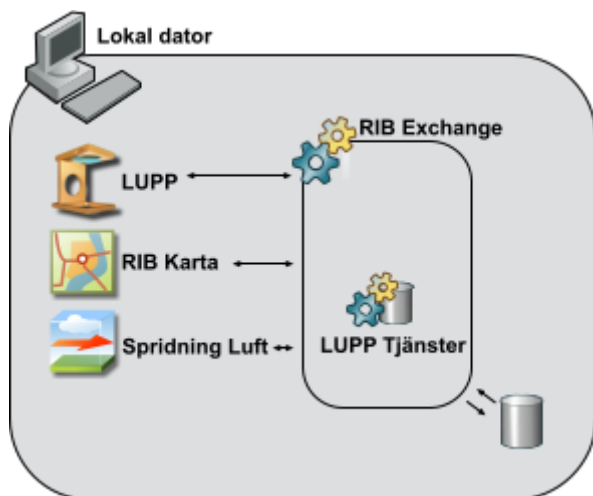 Lokal dator
RIB Exchange
LUPP
RIB Karta
Spridning Luft
LUPP Tjänster